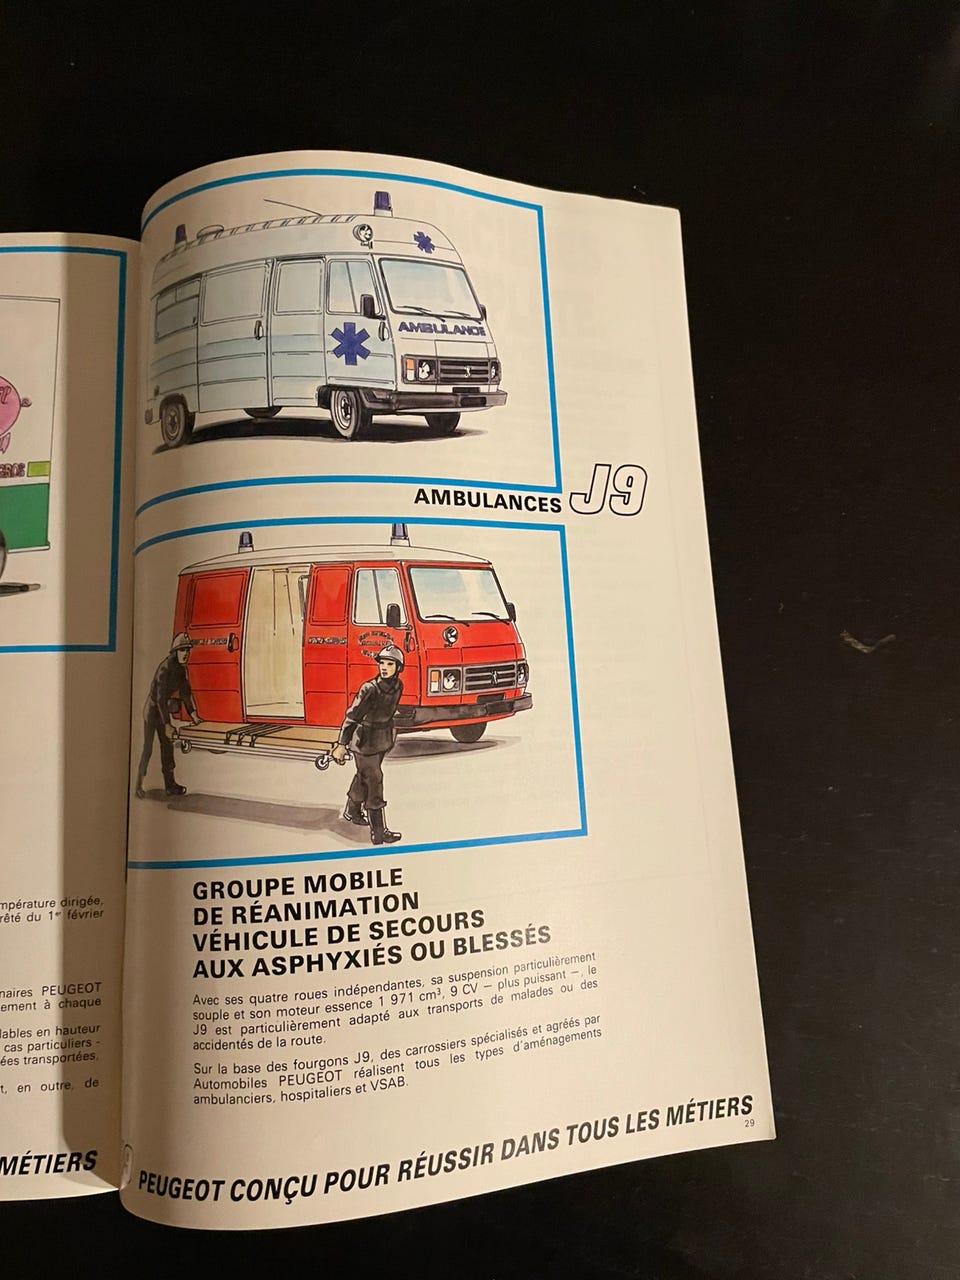 GROS
mpérature dirigée,
rêté du 1er février
naires PEUGEOT
ement à chaque
lables en hauteur
cas particuliers -
ées transportées,
t, en outre, de
MÉTIERS
AMBULANCE
AMBULANCES J9
GROUPE MOBILE
DE RÉANIMATION
VÉHICULE DE SECOURS
AUX ASPHYXIÉS OU BLESSÉS
Avec ses quatre roues indépendantes, sa suspension particulièrement
souple et son moteur essence 1 971 cm³, 9 CV – plus puissant –, le
J9 est particulièrement adapté aux transports de malades ou des
accidentés de la route.
Sur la base des fourgons J9, des carrossiers spécialisés et agréés par
Automobiles PEUGEOT réalisent tous les types d'aménagements
ambulanciers, hospitaliers et VSAB.
PEUGEOT CONÇU POUR RÉUSSIR DANS TOUS LES MÉTIERS
29